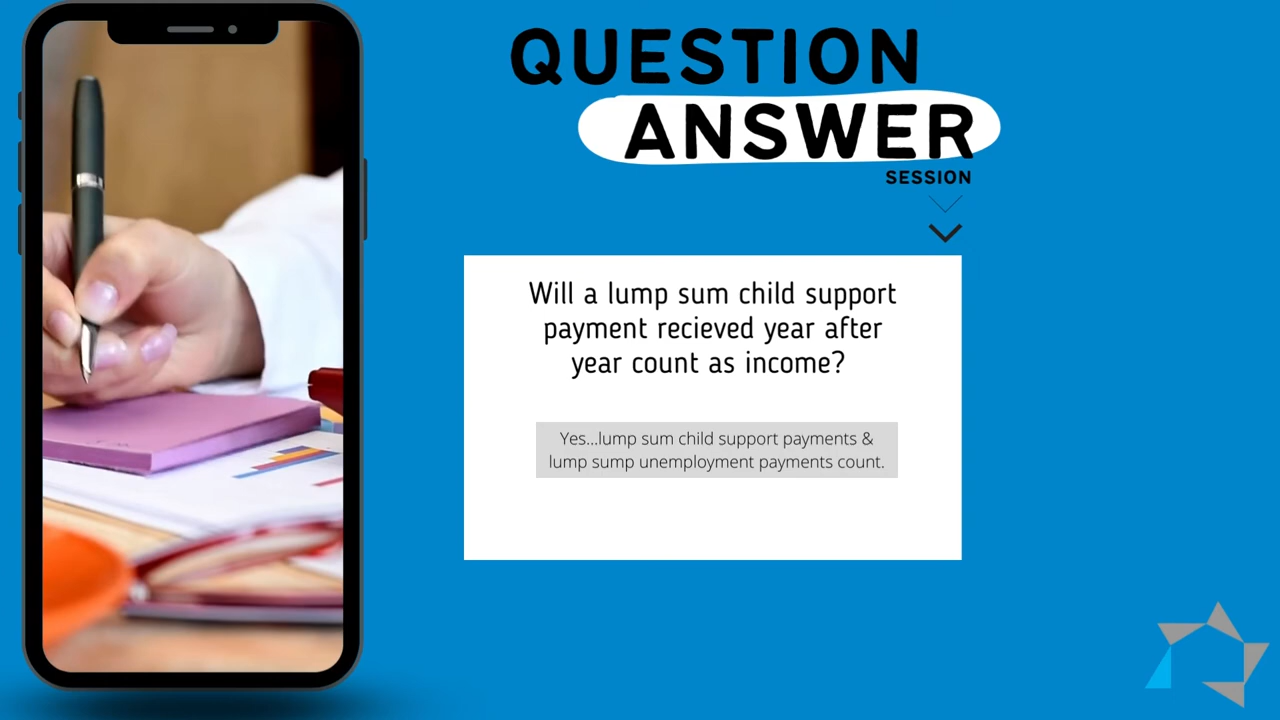 QUESTION
ANSWER
SESSION
Will a lump sum child support
payment recieved year after
year count as income?
Yes...lump sum child support payments &
lump sump unemployment payments count.